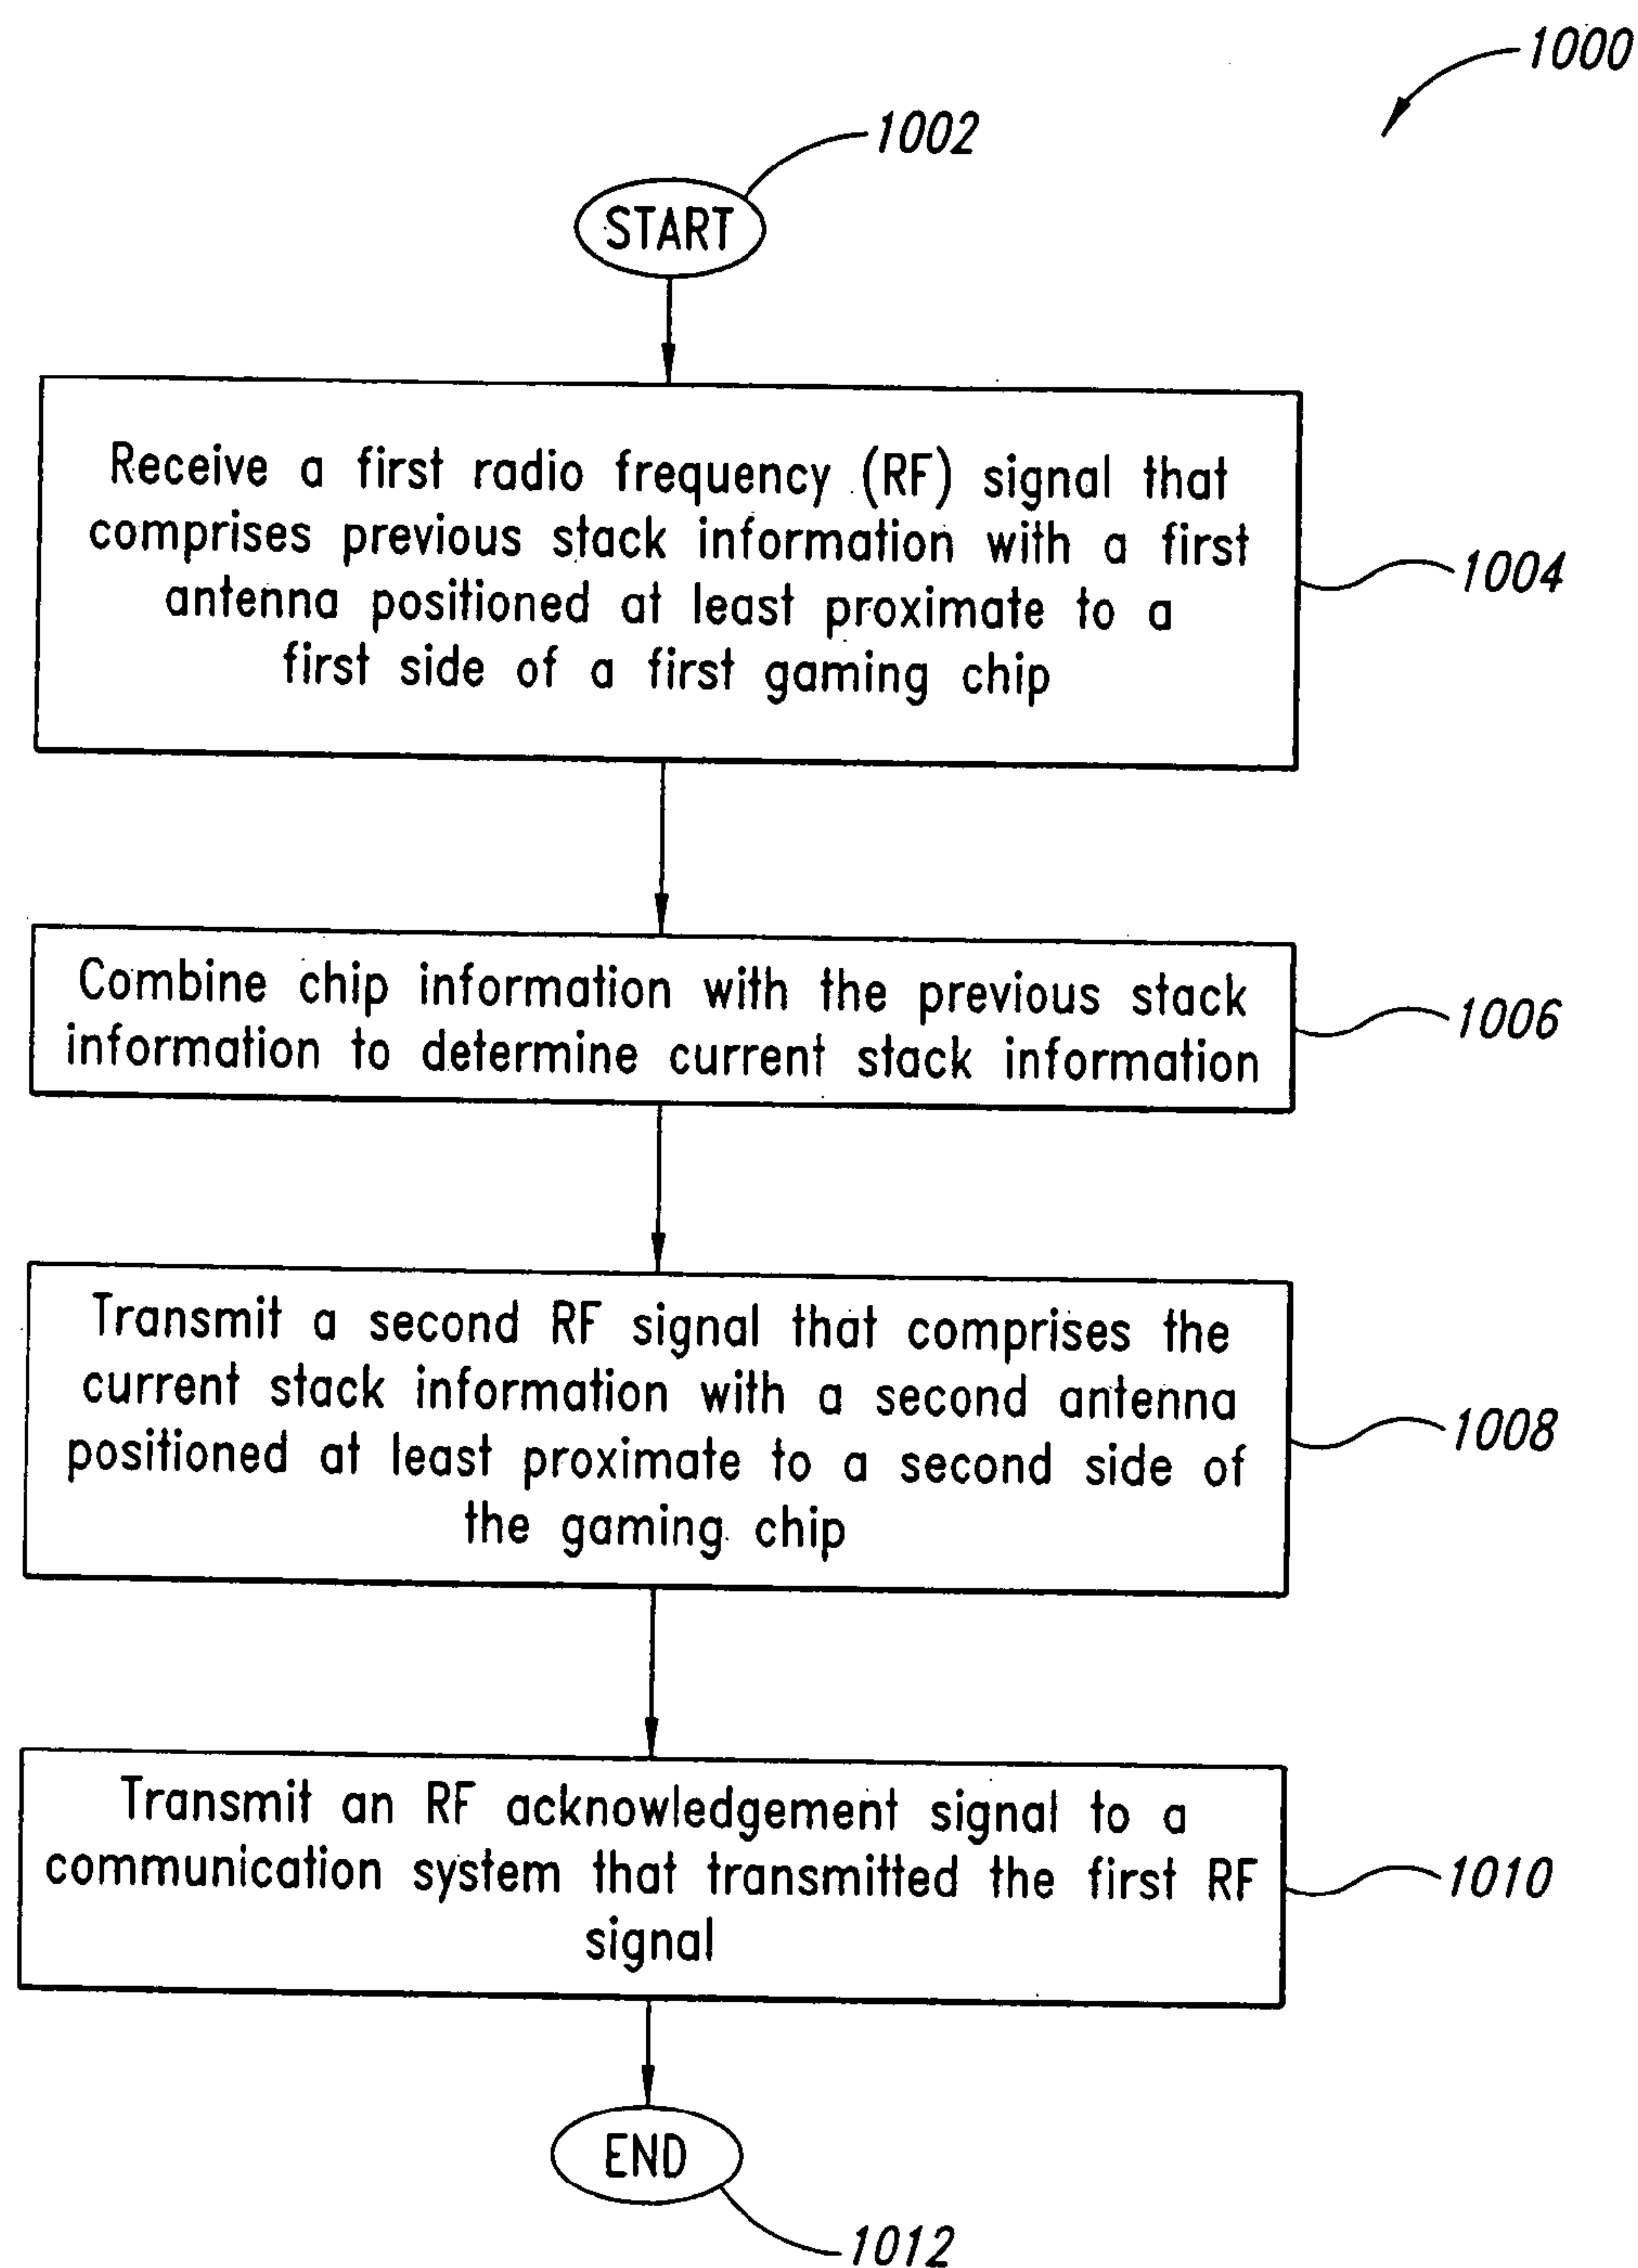 1000
1002
START
Receive a first radio frequency (RF) signal that
comprises previous stack information with a first
antenna positioned at least proximate to a
first side of a first gaming chip
1004
Combine chip information with the previous stack
information to determine current stack information
1006
Transmit a second RF signal that comprises the
current stack information with a second antenna
positioned at least proximate to a second side of
the gaming chip
1008
Transmit an RF acknowledgement signal to a
communication system that transmitted the first RF
signal
1010
END
1012